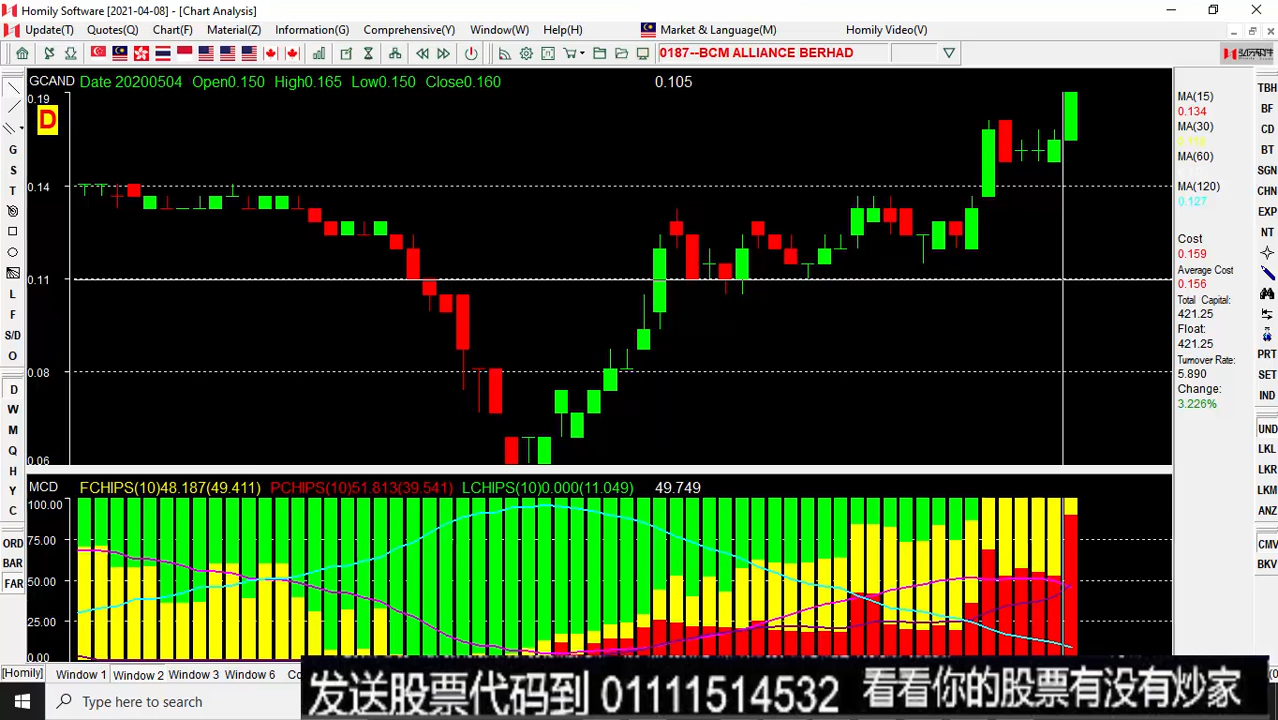 Homily Software [2021-04-08] - [Chart Analysis]
Update(T) Quotes(Q) Chart(F) Material(Z) Information(G) Comprehensive(Y) Window(W) Help(H) Market & Language(M) Homily Video(V)
0187--BCM ALLIANCE BERHAD
GCAND Date 20200504 Open0.150 High0.165 Low0.150 Close0.160 0.105
0.19
D
0.14
0.11
0.08
0.06
MA(15)
0.134
MA(30)
MA(60)
MA(120)
0.127
Cost
0.159
Average Cost
0.156
Total Capital:
421.25
Float:
421.25
Turnover Rate:
5.890
Change:
3.226%
G
S
T
L
F
S/D
O
D
W
M
Q
H
Y
C
ORD
BAR
FAR
TBH
BF
CD
BT
SGN
CHN
EXP
NT
PRT
SET
IND
UND
LKL
LKR
LKM
ANZ
CMV
BKV
MCD FCHIPS(10)48.187(49.411) PCHIPS(10)51.813(39.541) LCHIPS(10)0.000(11.049) 49.749
100.00
75.00
50.00
25.00
0.00
[Homily] Window 1 Window 2 Window 3 Window 6 Co
Type here to search
发送股票代码到 01111514532 看看你的股票有没有炒家